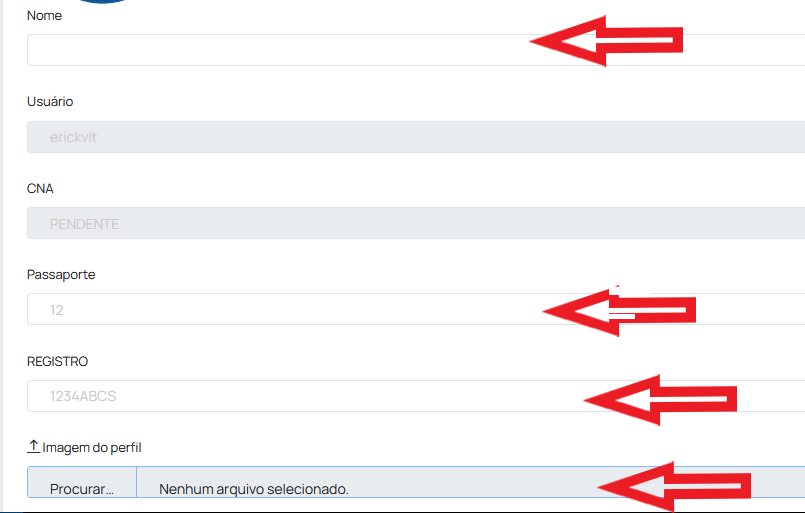 Nome
Usuário
erickvlt
CNA
PENDENTE
Passaporte
12
REGISTRO
1234ABCS
Imagem do perfil
Procurar... Nenhum arquivo selecionado.